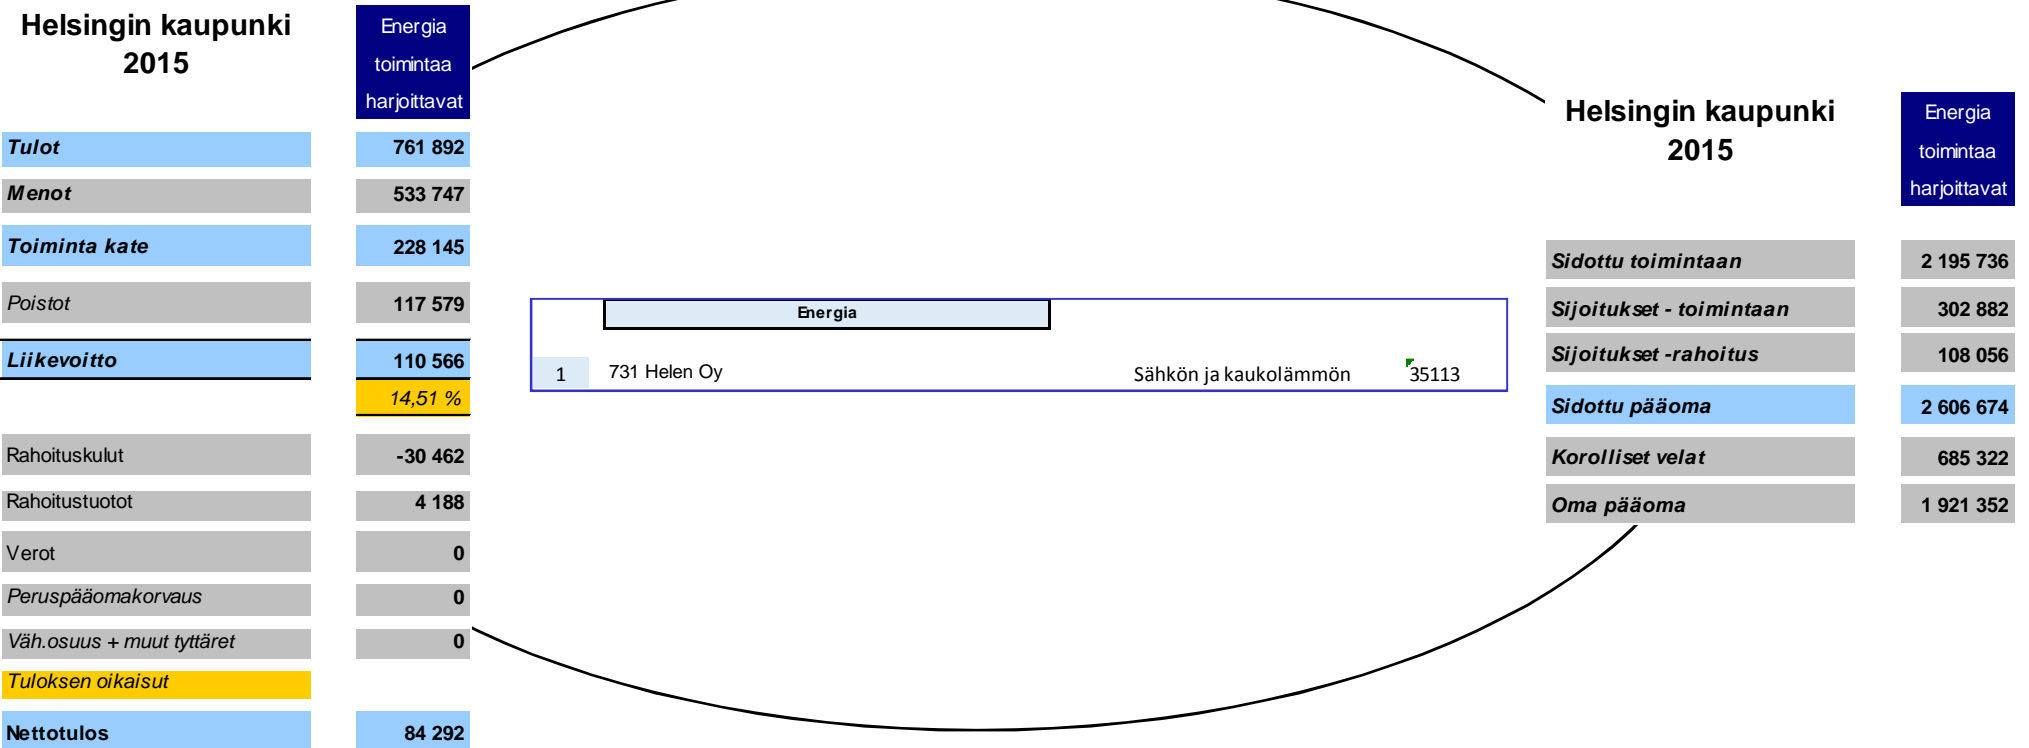 Helsingin kaupunki
2015
Energia
toimintaa
harjoittavat
Tulot 761 892
Menot 533 747
Toiminta kate 228 145
Poistot 117 579
Liikevoitto 110 566
14,51 %
Rahoituskulut -30 462
Rahoitustuotot 4 188
Verot 0
Peruspääomakorvaus 0
Väh.osuus + muut tyttäret 0
Tuloksen oikaisut
Nettotulos 84 292
Energia
1 731 Helen Oy Sähkön ja kaukolämmön 35113
Helsingin kaupunki
2015
Energia
toimintaa
harjoittavat
Sidottu toimintaan 2 195 736
Sijoitukset - toimintaan 302 882
Sijoitukset -rahoitus 108 056
Sidottu pääoma 2 606 674
Korolliset velat 685 322
Oma pääoma 1 921 352